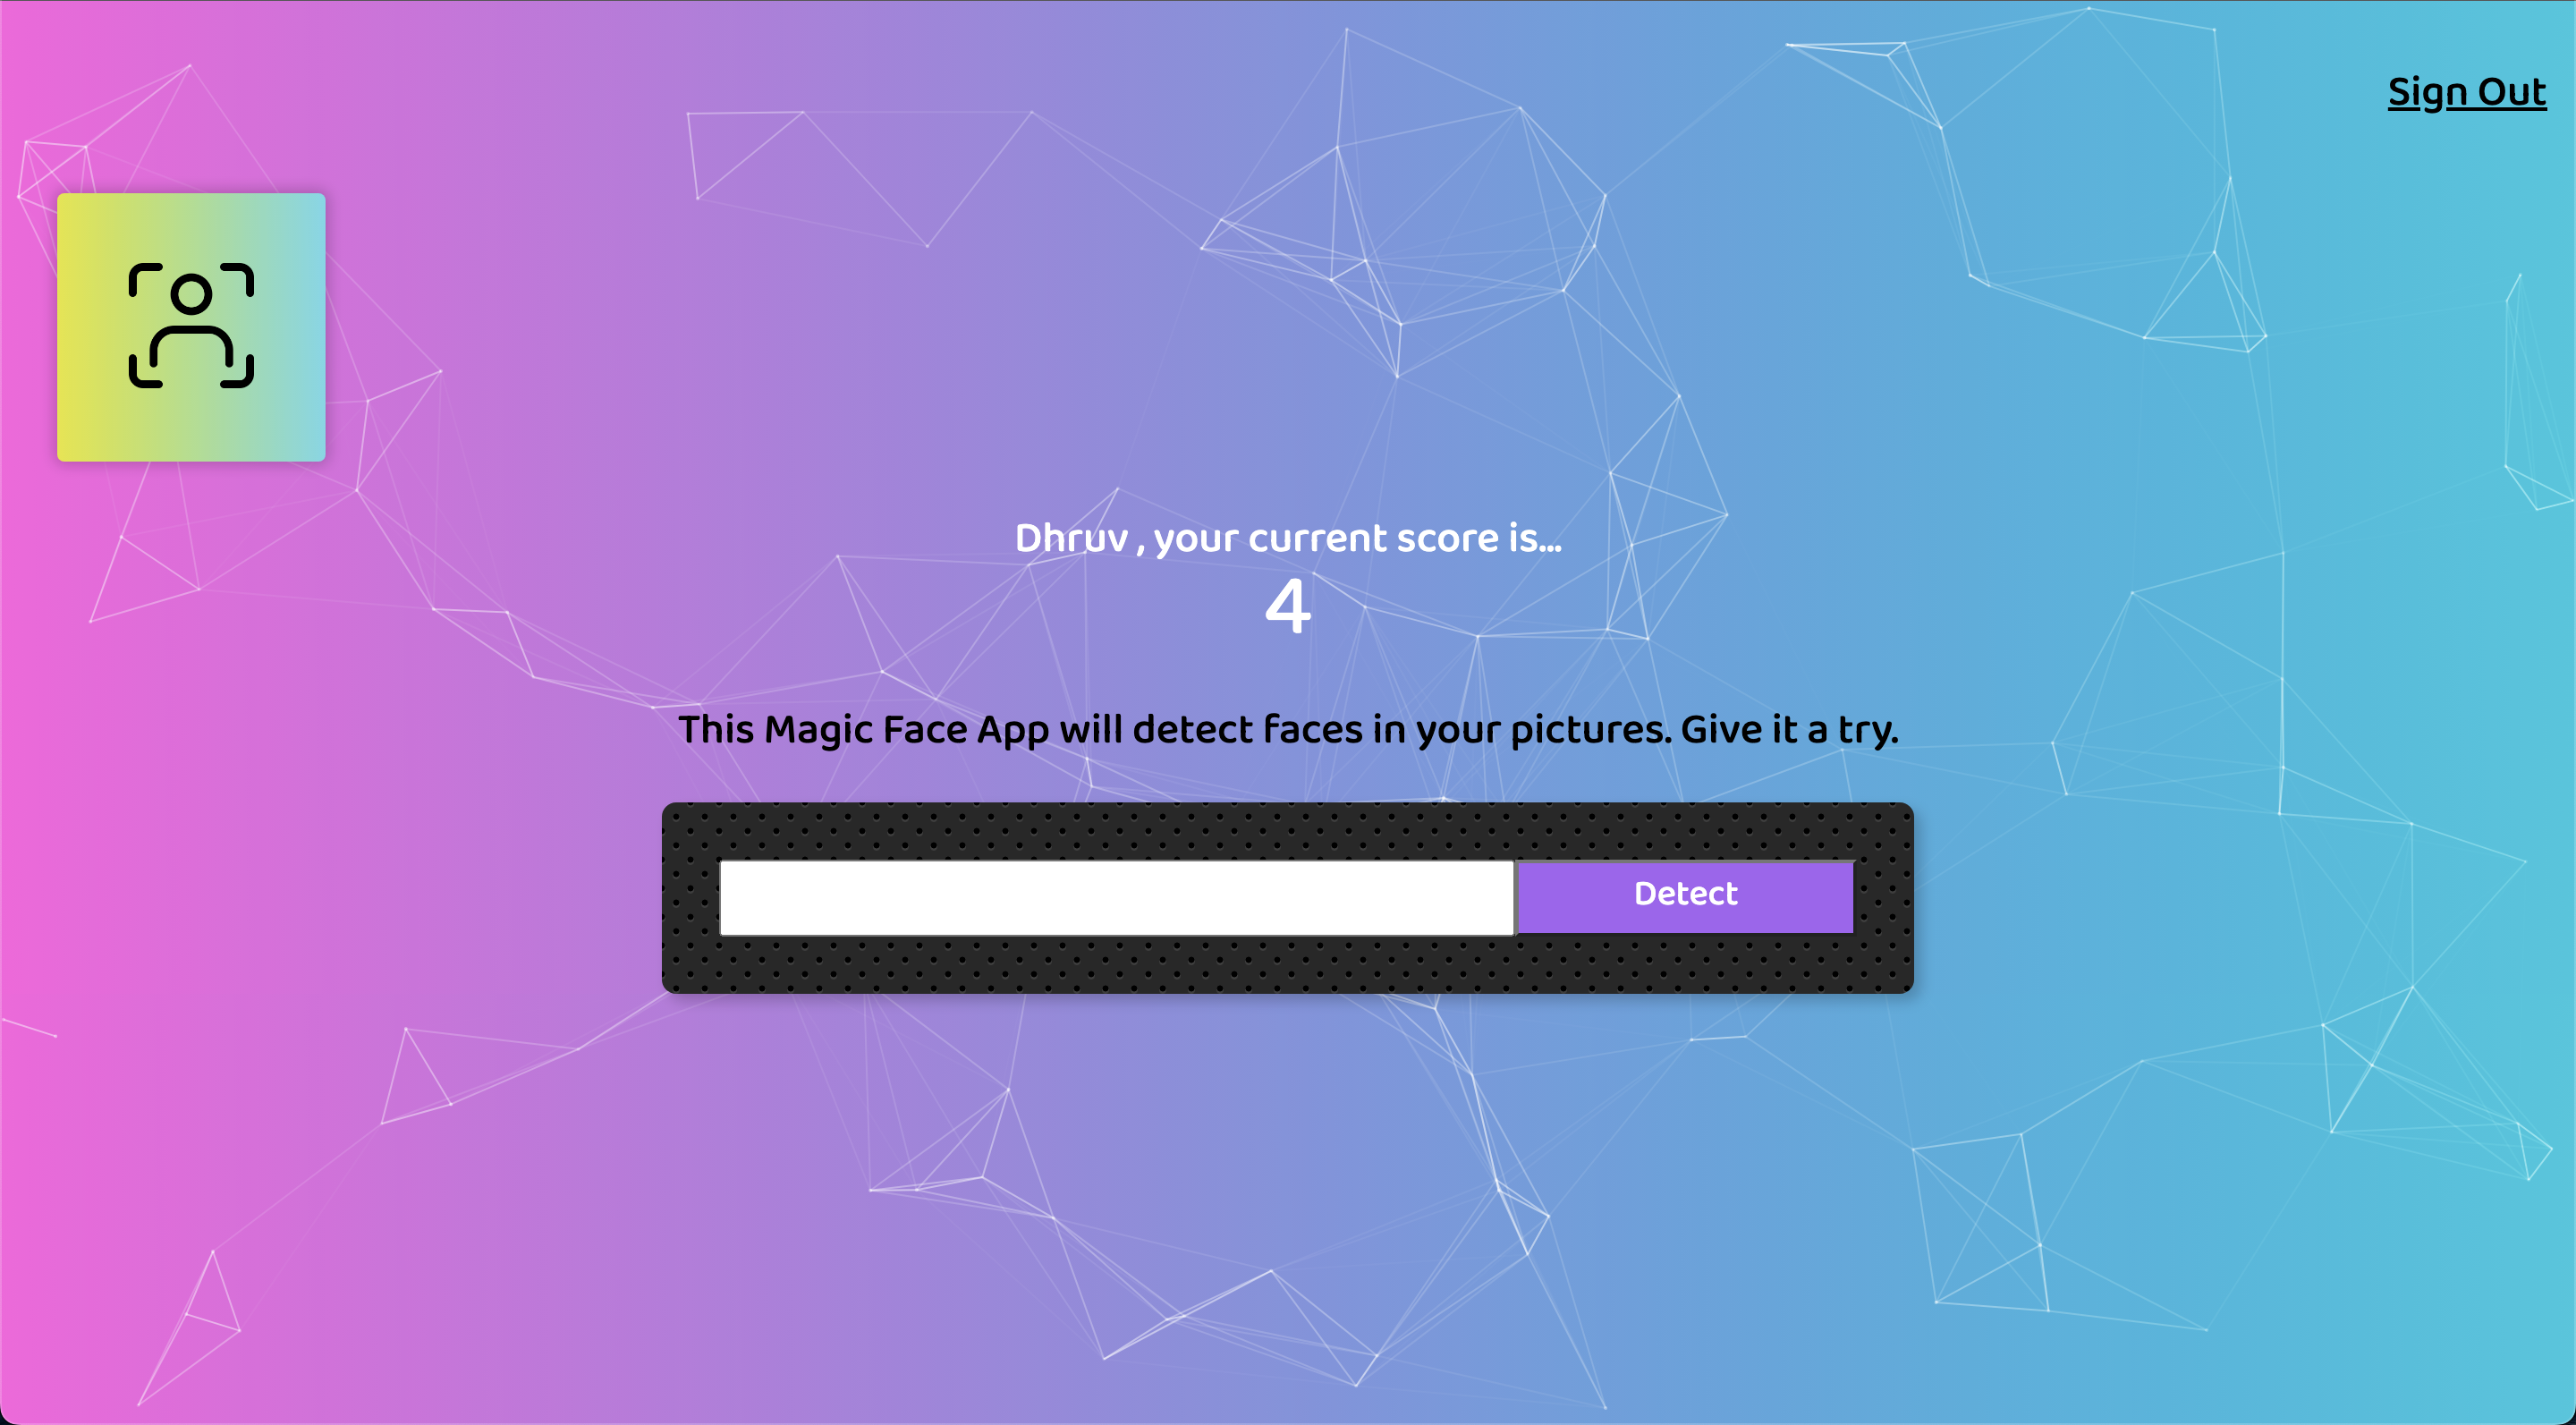 Sign Out
Dhruv , your current score is...
4
This Magic Face App will detect faces in your pictures. Give it a try.
Detect